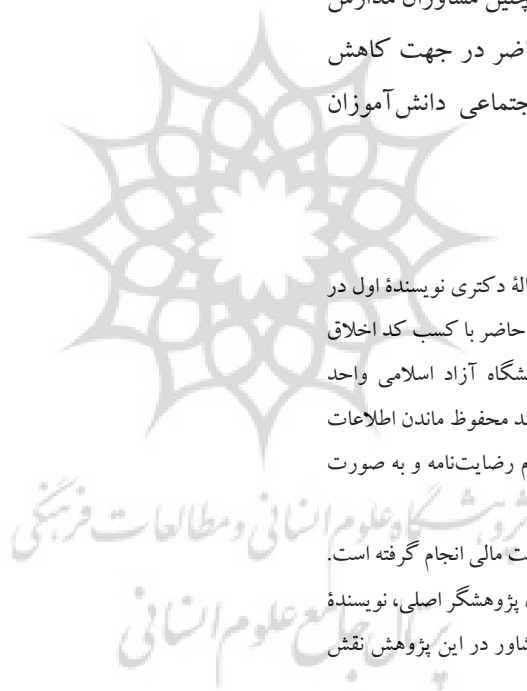 چنین مشاوران مدارس
اضر در جهت کاهش
جتماعی دانش‌آموزان
الهٔ دکتری نویسندهٔ اول در
حاضر با کسب کد اخلاق
شگاه آزاد اسلامی واحد
ند محفوظ ماندن اطلاعات
م رضایت‌نامه و به صورت
پژوهشگاه علوم انسانی و مطالعات فرهنگی
ت مالی انجام گرفته است.
پژوهشگر اصلی، نویسندهٔ
پرتال جامع علوم انسانی
شاور در این پژوهش نقش